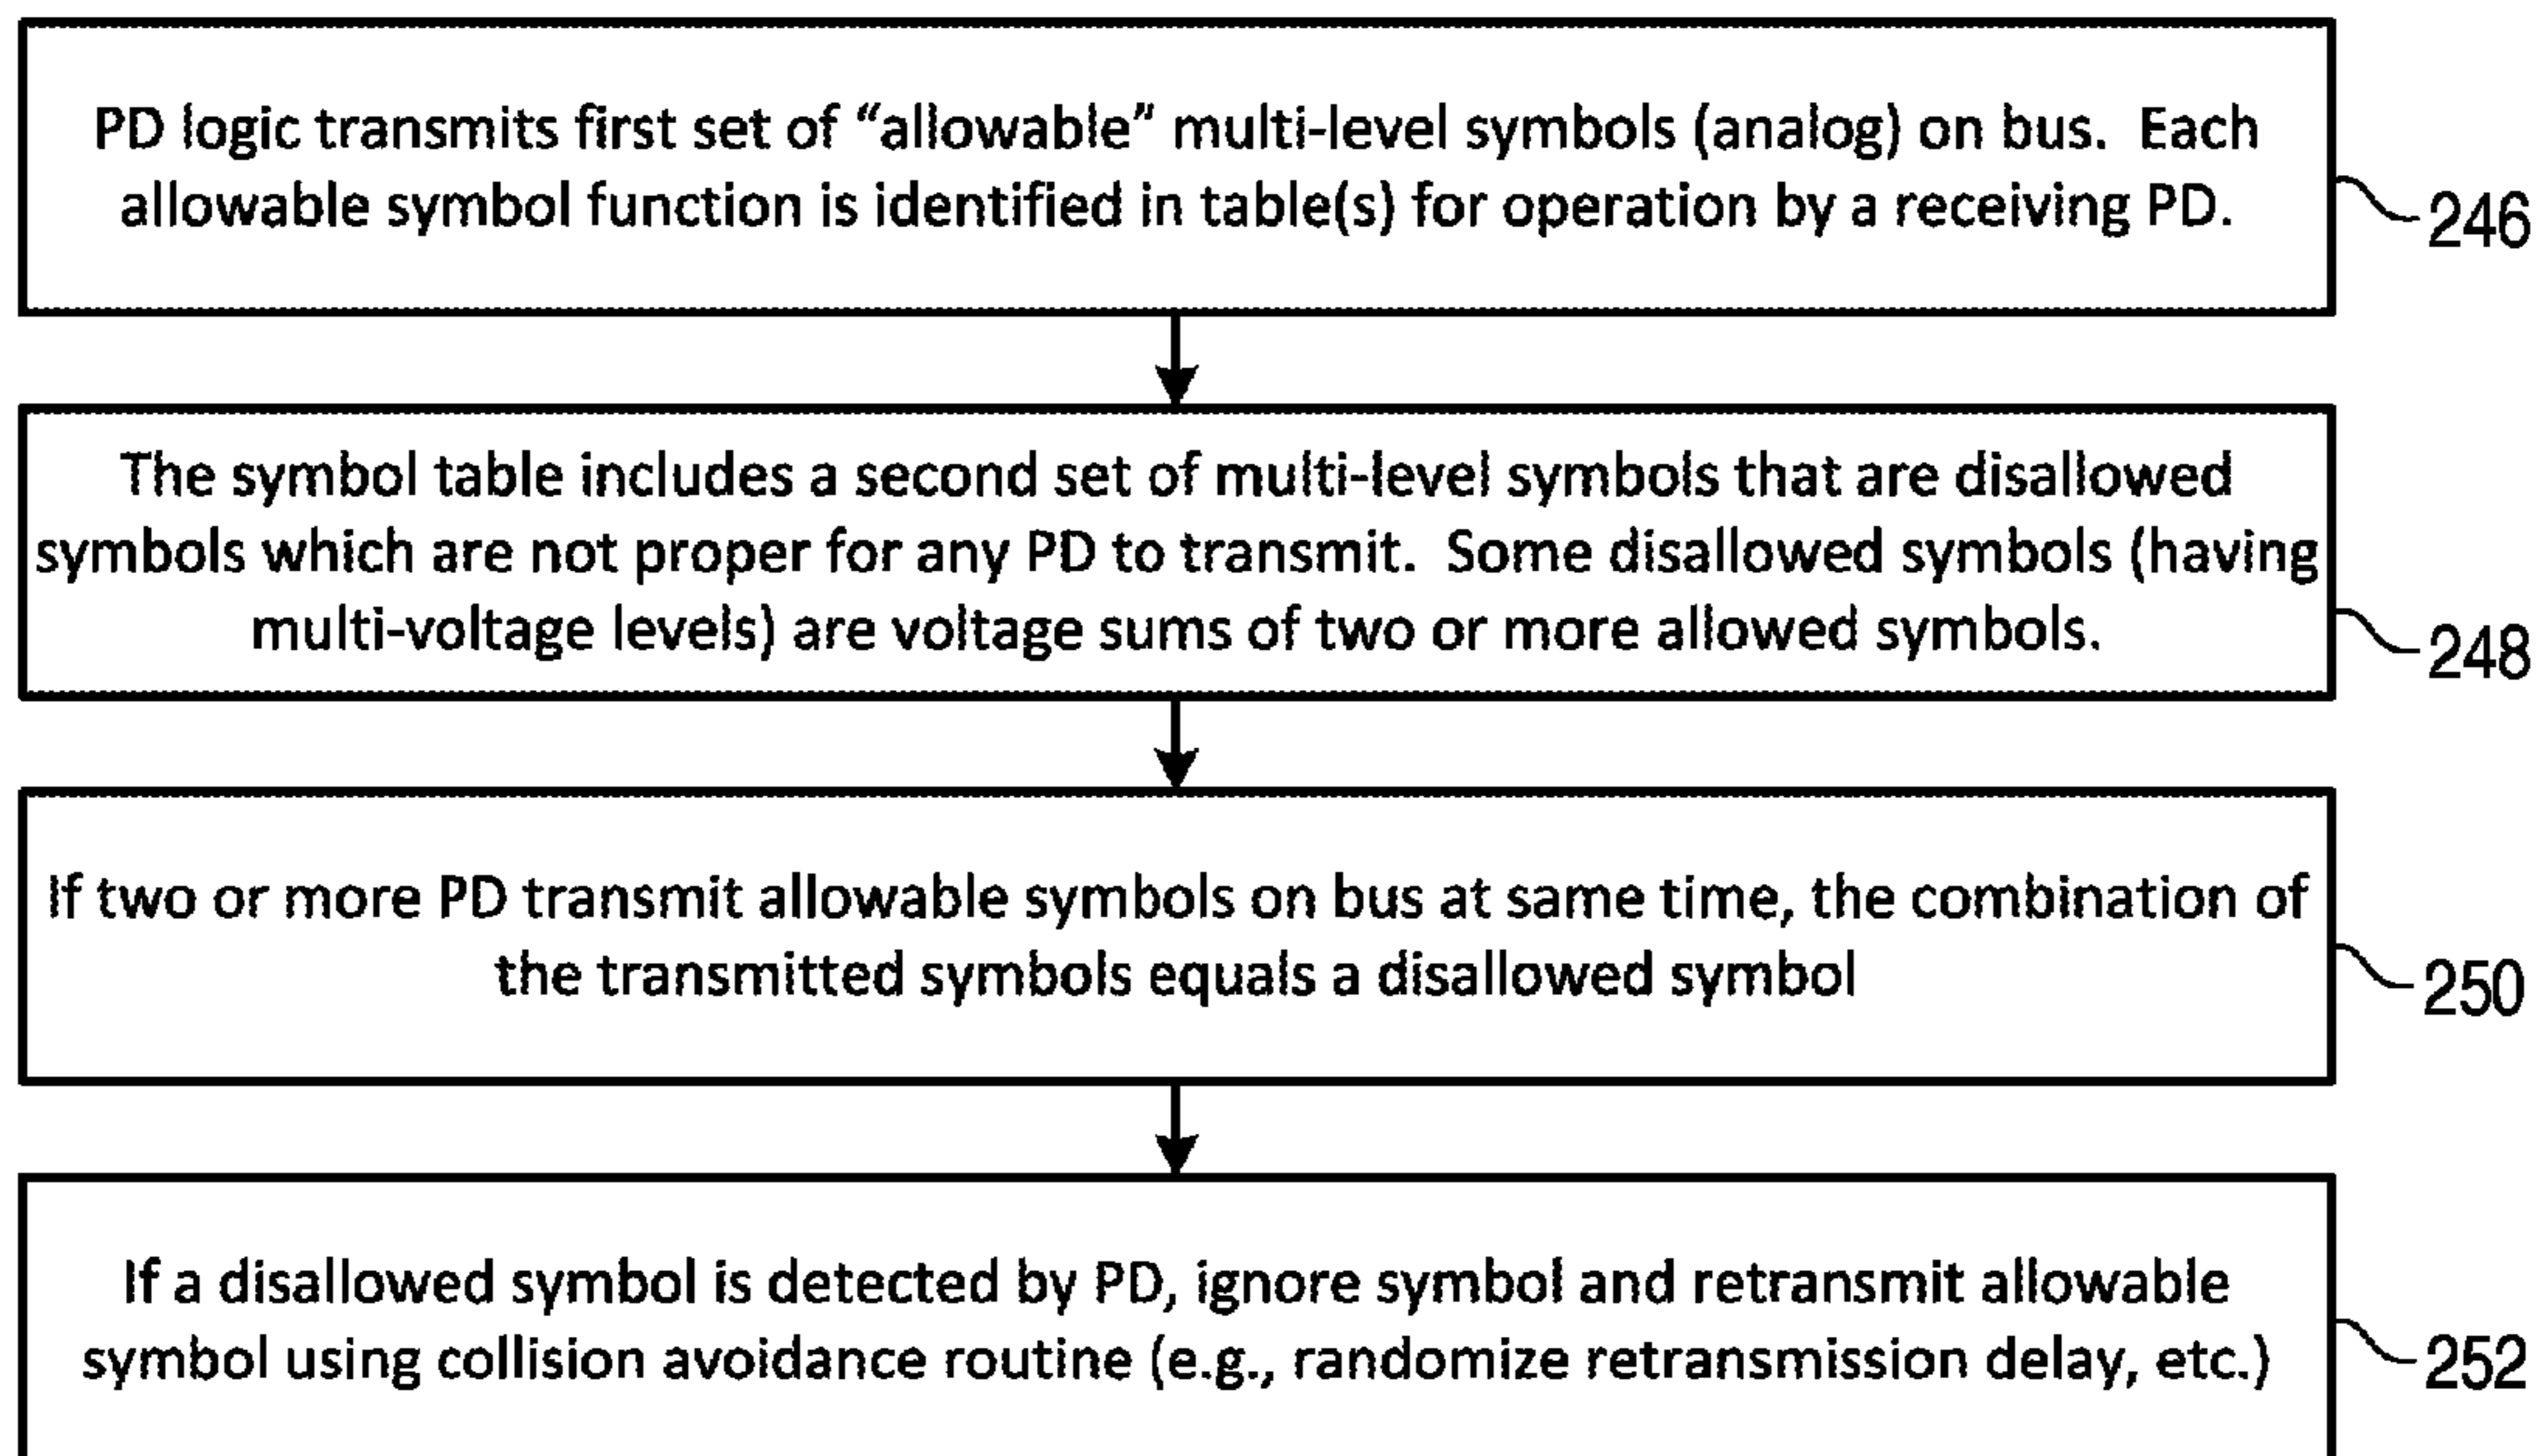 PD logic transmits first set of “allowable” multi-level symbols (analog) on bus.  Each
allowable symbol function is identified in table(s) for operation by a receiving PD.
246
The symbol table includes a second set of multi-level symbols that are disallowed
symbols which are not proper for any PD to transmit.  Some disallowed symbols (having
multi-voltage levels) are voltage sums of two or more allowed symbols.
248
If two or more PD transmit allowable symbols on bus at same time, the combination of
the transmitted symbols equals a disallowed symbol
250
If a disallowed symbol is detected by PD, ignore symbol and retransmit allowable
symbol using collision avoidance routine (e.g., randomize retransmission delay, etc.)
252